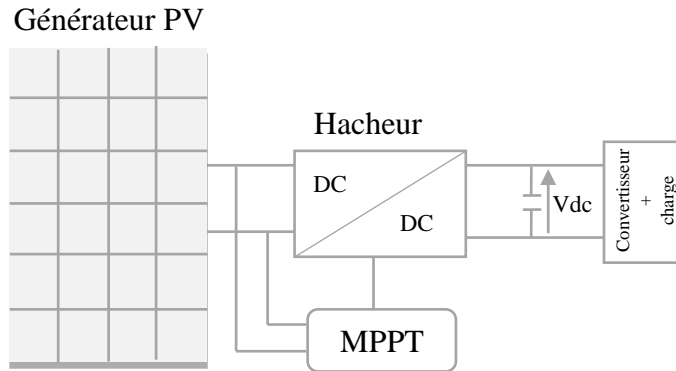 Générateur PV
Hacheur
DC
DC
Vdc
Convertisseur
+
charge
MPPT